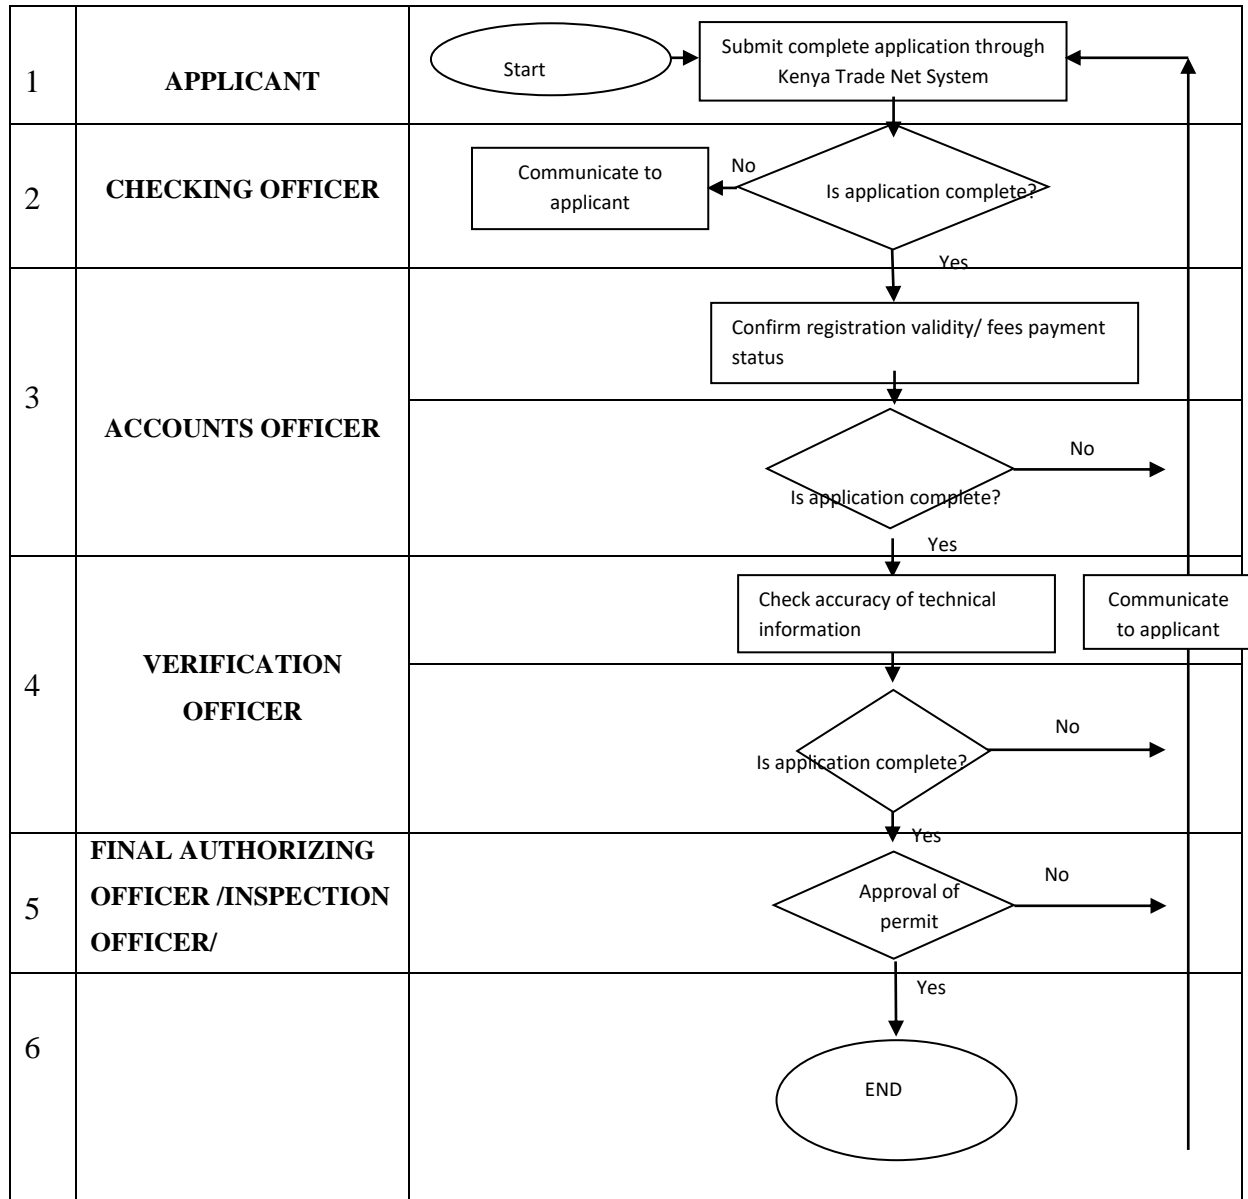 1
APPLICANT
Start
Submit complete application through
Kenya Trade Net System
2
CHECKING OFFICER
Communicate to
applicant
No
Is application complete?
Yes
3
ACCOUNTS OFFICER
Confirm registration validity/ fees payment
status
No
Is application complete?
Yes
4
VERIFICATION
OFFICER
Check accuracy of technical
information
Communicate
to applicant
No
Is application complete?
Yes
5
FINAL AUTHORIZING
OFFICER /INSPECTION
OFFICER/
Approval of
permit
No
Yes
6
END